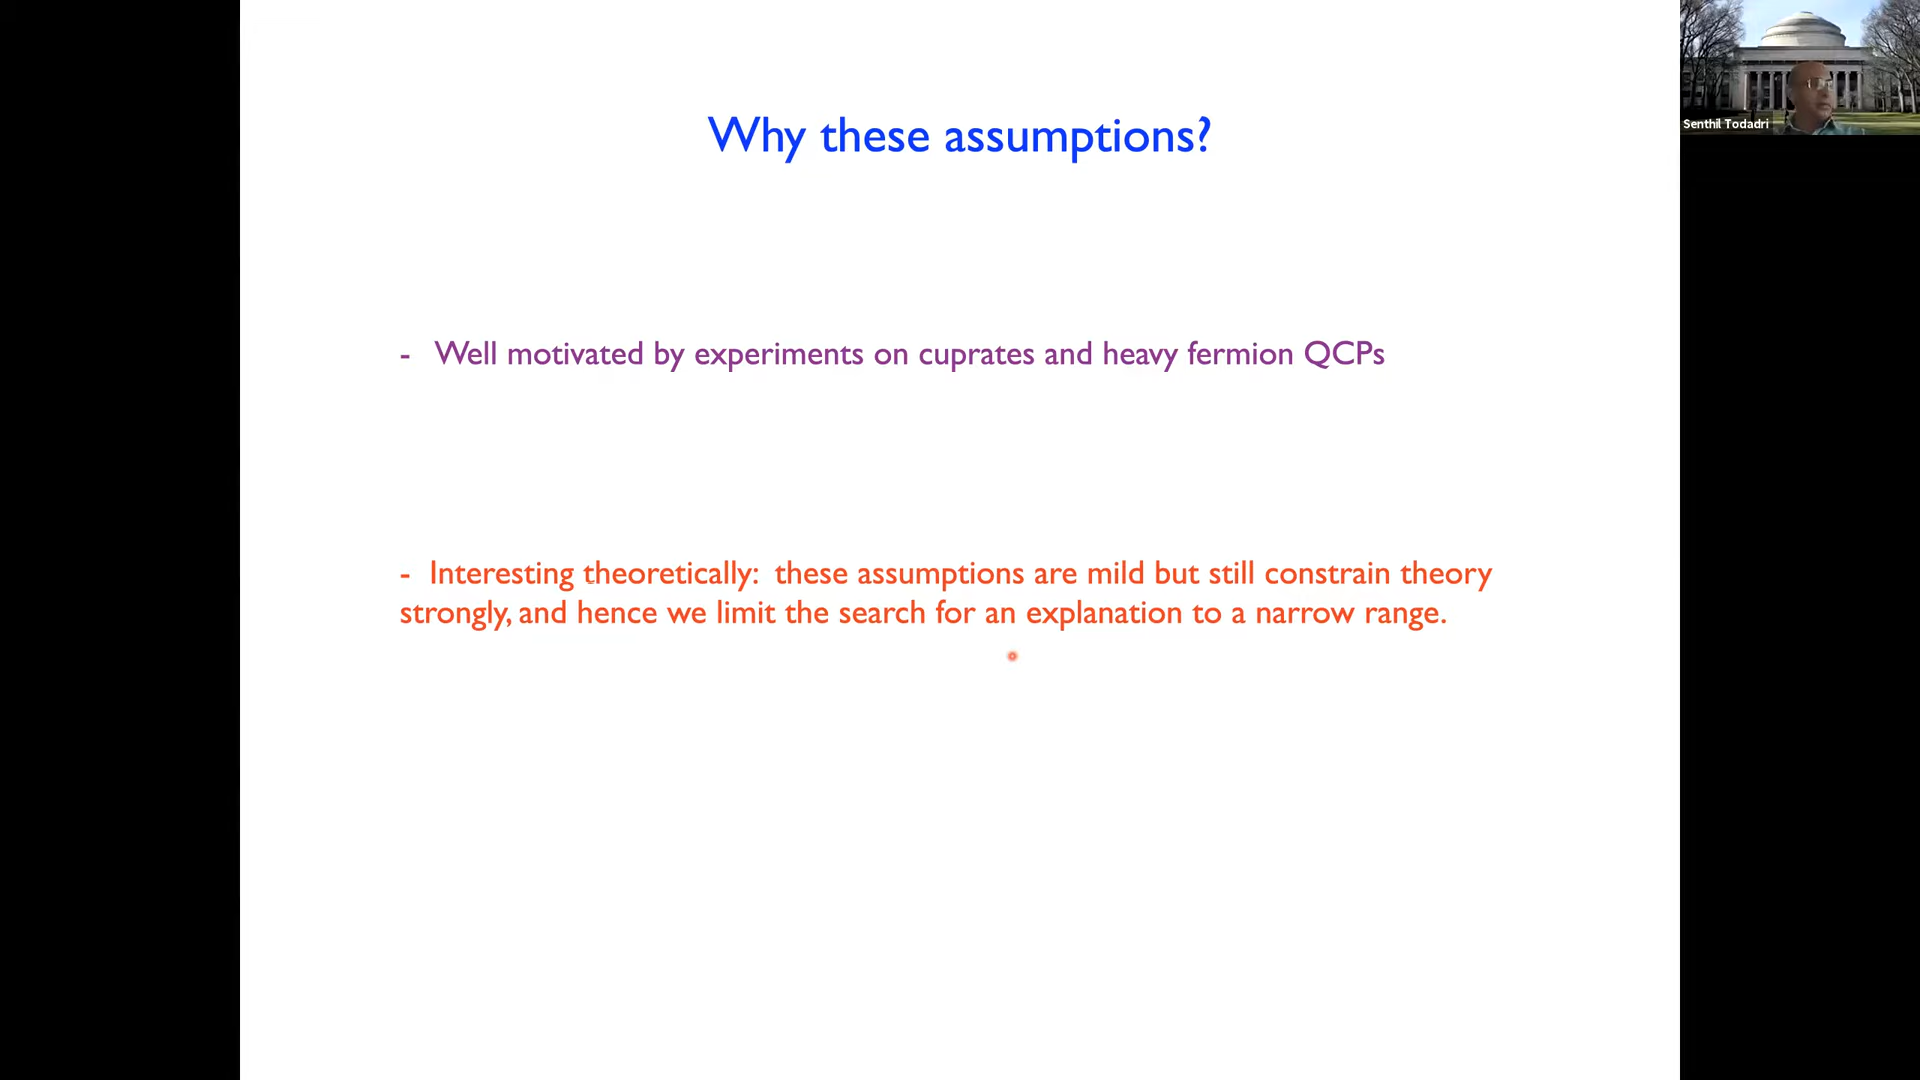 Why these assumptions?
Senthil Todadri
- Well motivated by experiments on cuprates and heavy fermion QCPs
- Interesting theoretically: these assumptions are mild but still constrain theory
strongly, and hence we limit the search for an explanation to a narrow range.